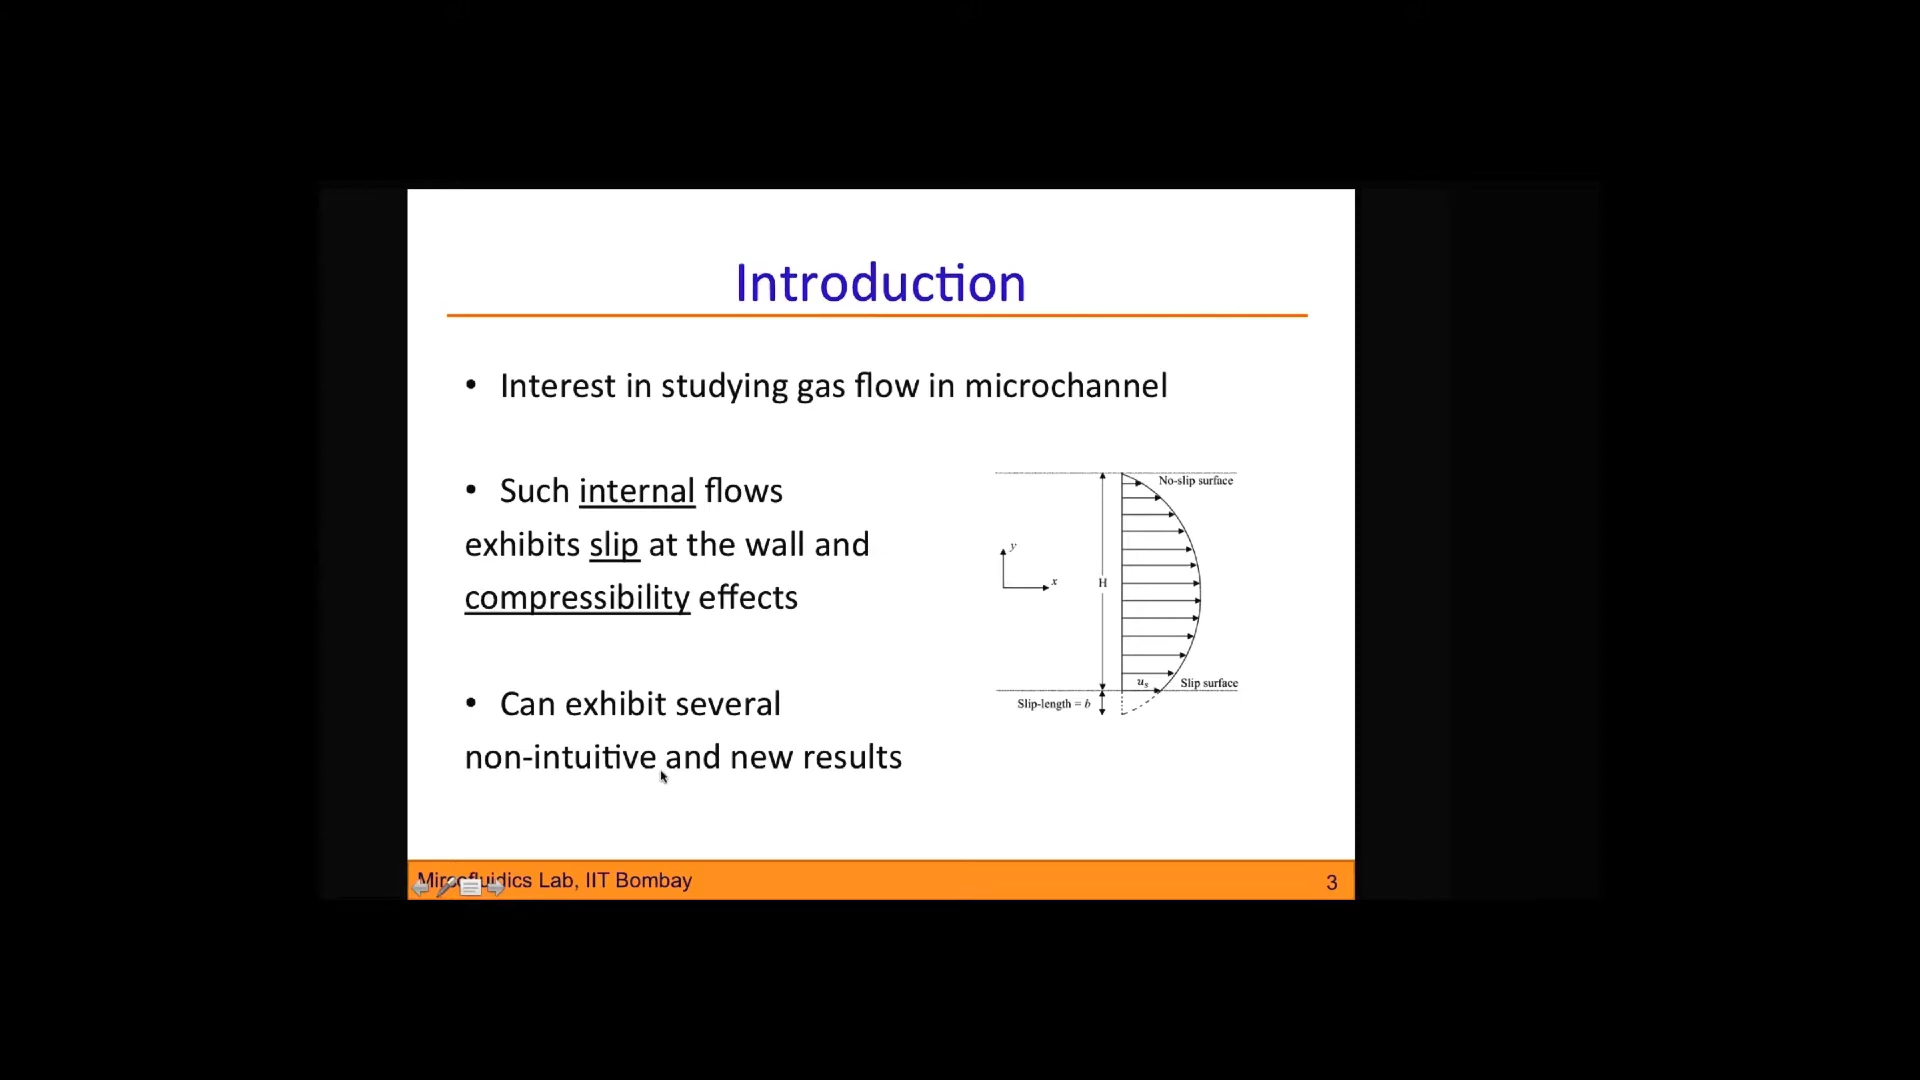 Introduction
• Interest in studying gas flow in microchannel
• Such internal flows
exhibits slip at the wall and
compressibility effects
• Can exhibit several
non-intuitive and new results
No-slip surface
y
x
H
u_s
Slip surface
Slip-length = b
Mircofluidics Lab, IIT Bombay
3